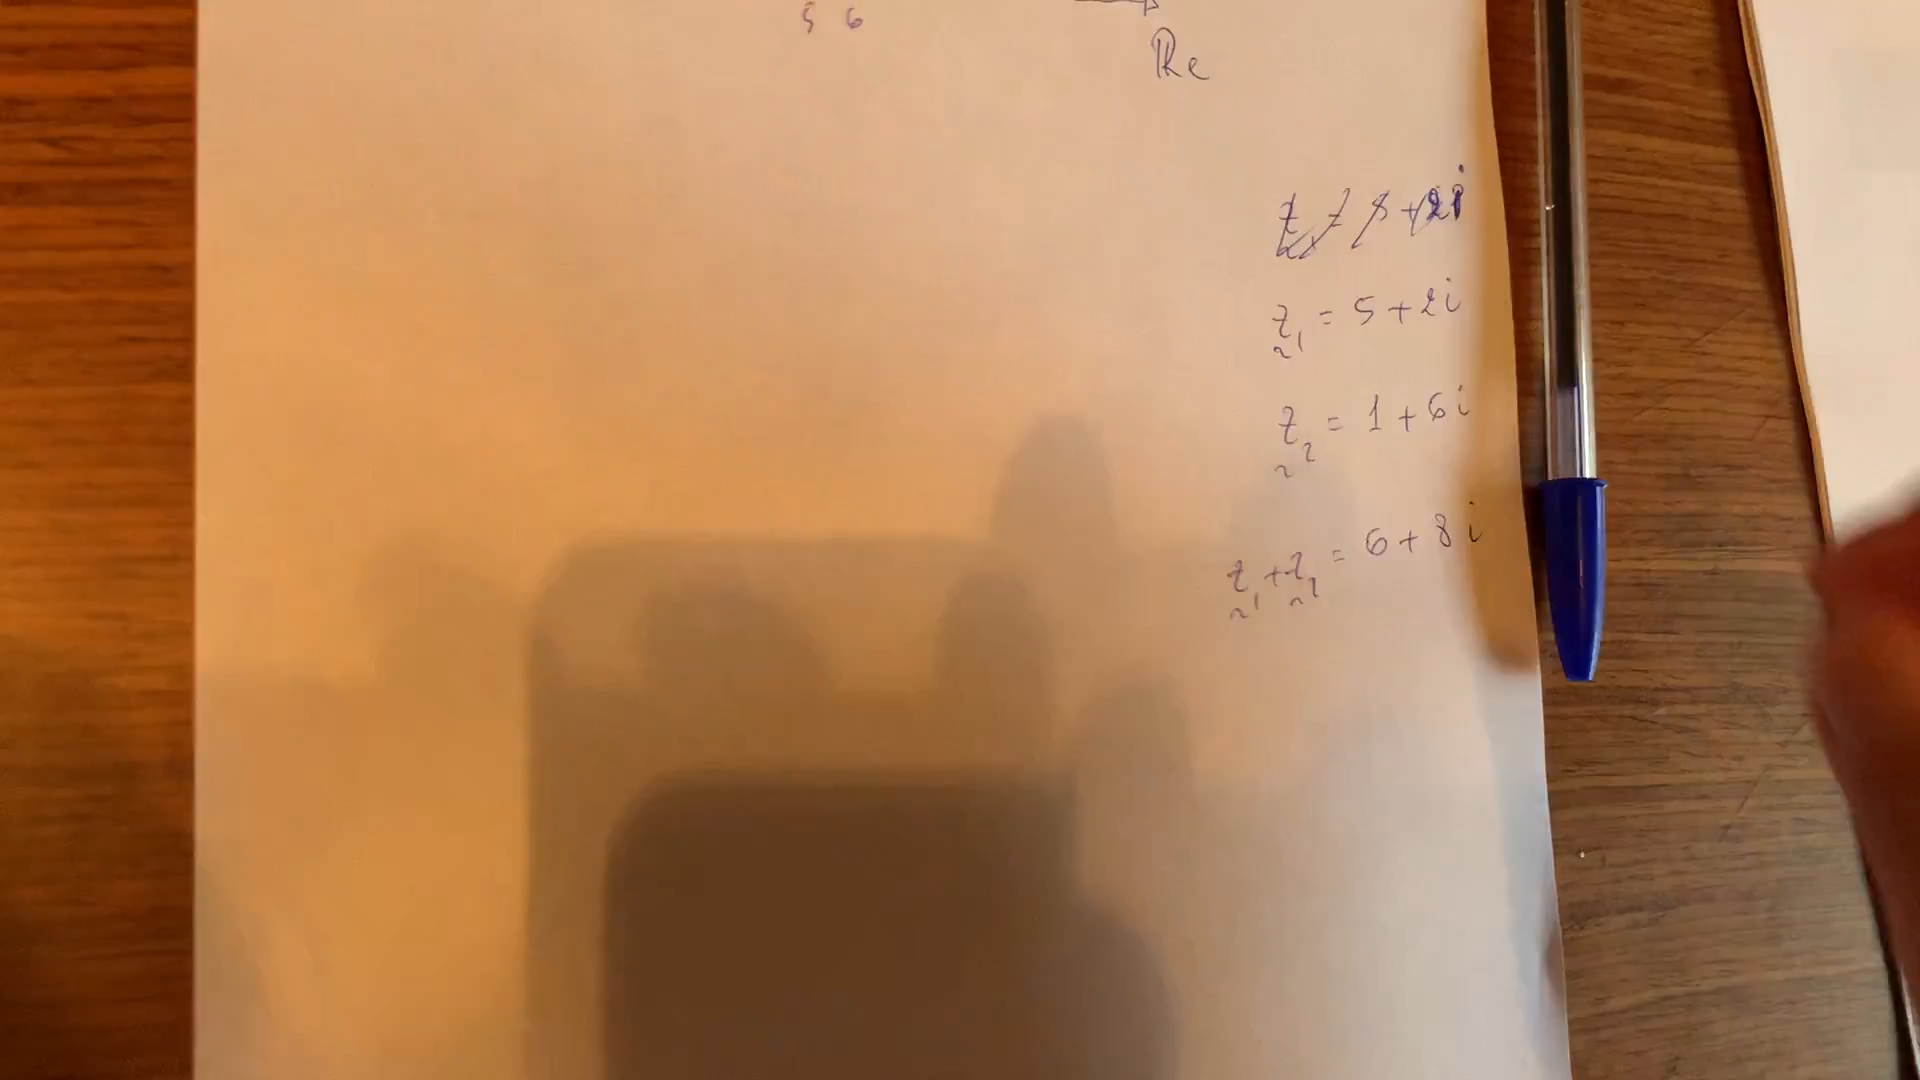 5 6
Re
z₁ = 5 + 2i
z₂ = 1 + 6i
z₁ + z₂ = 6 + 8i